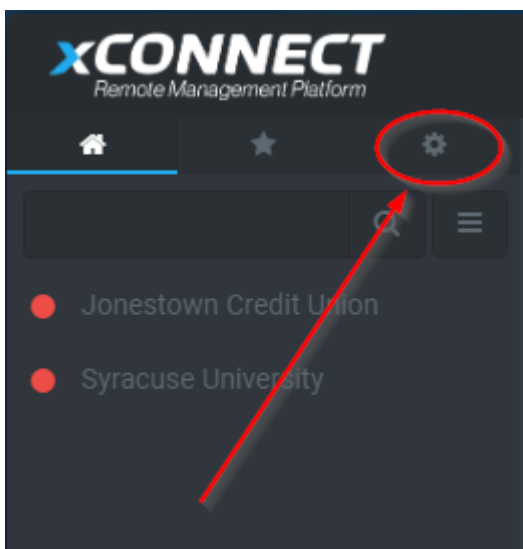 xCONNECT
Remote Management Platform
Jonestown Credit Union
Syracuse University